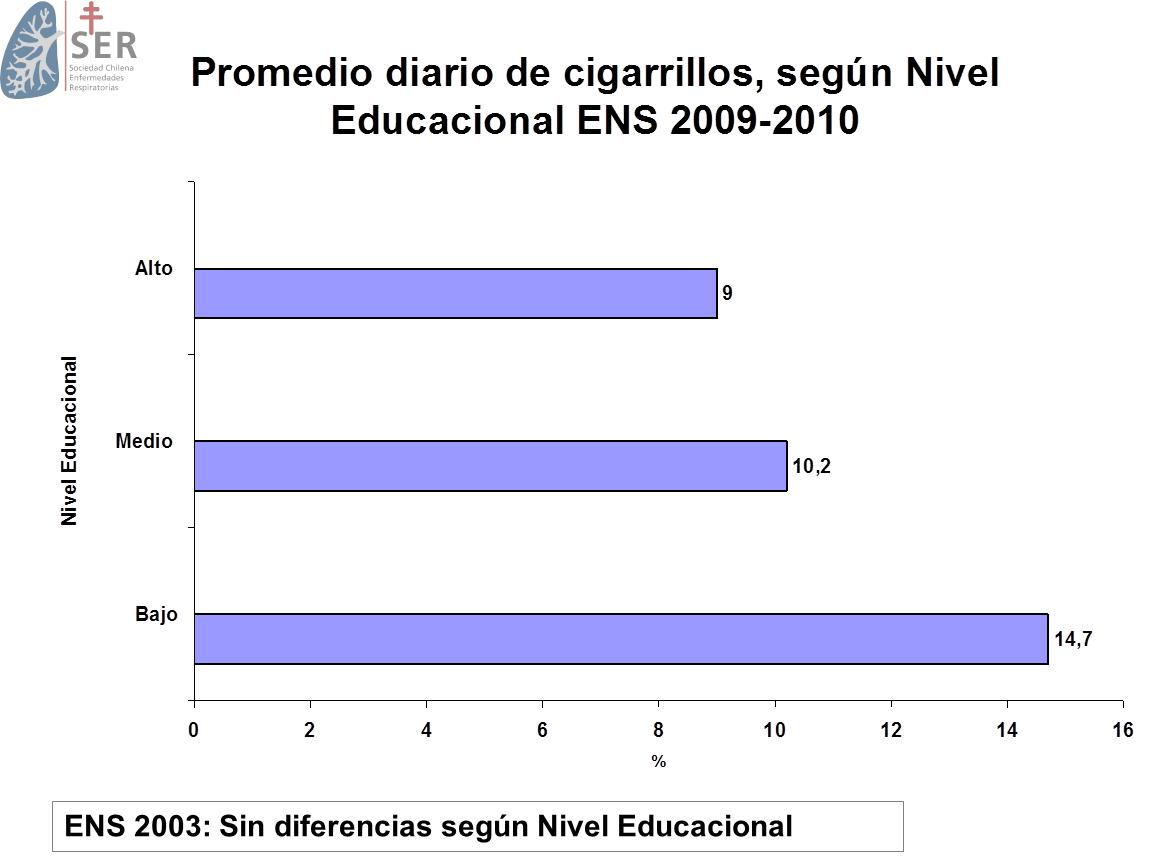 SER
Sociedad Chilena
Enfermedades
Respiratorias
Promedio diario de cigarrillos, según Nivel
Educacional ENS 2009-2010
Nivel Educacional
Alto
9
Medio
10,2
Bajo
14,7
0 2 4 6 8 10 12 14 16
%
ENS 2003: Sin diferencias según Nivel Educacional